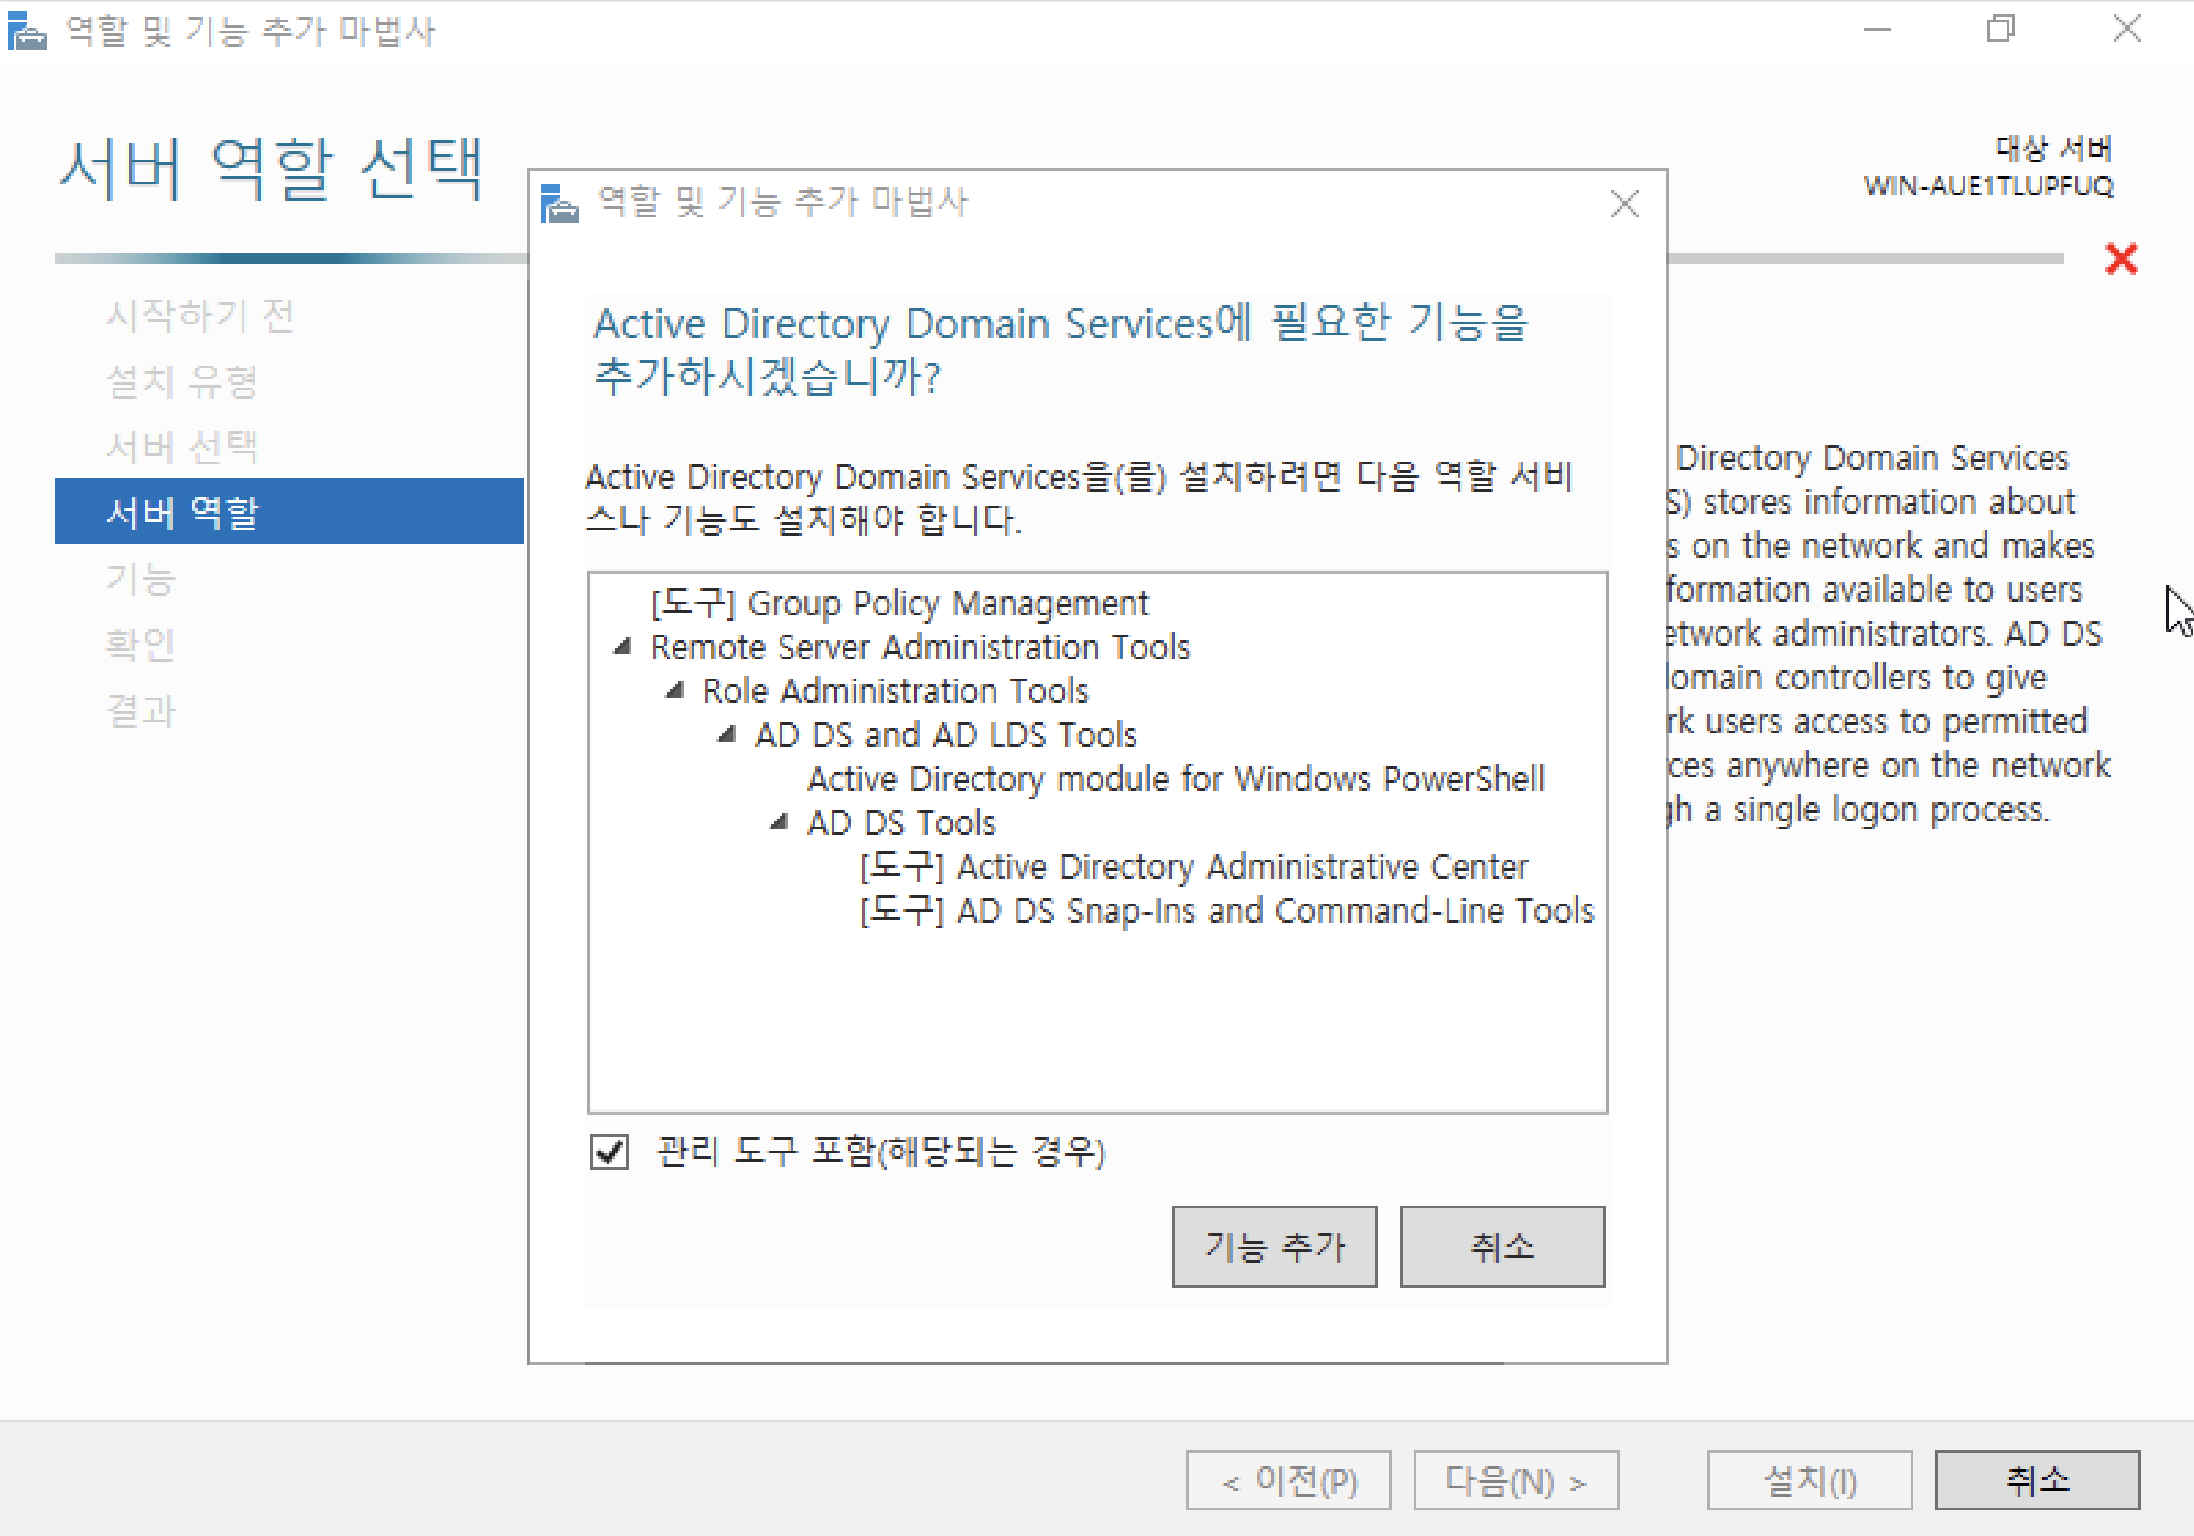 역할 및 기능 추가 마법사
서버 역할 선택
대상 서버
WIN-AUE1TLUPFUQ
시작하기 전
설치 유형
서버 선택
서버 역할
기능
확인
결과
역할 및 기능 추가 마법사
Active Directory Domain Services에 필요한 기능을
추가하시겠습니까?
Active Directory Domain Services을(를) 설치하려면 다음 역할 서비
스나 기능도 설치해야 합니다.
[도구] Group Policy Management
Remote Server Administration Tools
Role Administration Tools
AD DS and AD LDS Tools
Active Directory module for Windows PowerShell
AD DS Tools
[도구] Active Directory Administrative Center
[도구] AD DS Snap-Ins and Command-Line Tools
관리 도구 포함(해당되는 경우)
기능 추가
취소
Directory Domain Services
S) stores information about
s on the network and makes
formation available to users
etwork administrators. AD DS
omain controllers to give
rk users access to permitted
ces anywhere on the network
gh a single logon process.
< 이전(P)
다음(N) >
설치(I)
취소